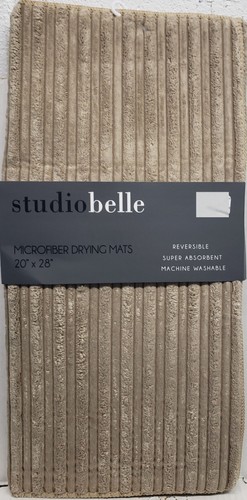 studiobelle
MICROFIBER DRYING MATS
20" x 28"
REVERSIBLE
SUPER ABSORBENT
MACHINE WASHABLE